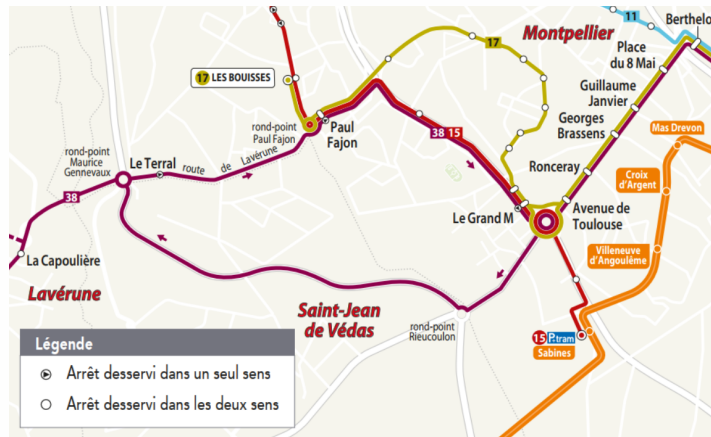 11
Berthelo
Montpellier
17
Place
du 8 Mai
17 LES BOUISSES
Guillaume
Janvier
rond-point
Paul Fajon
Paul
Fajon
38 15
Georges
Brassens
Mas Drevon
rond-point
Maurice
Gennevaux
Le Terral
route de Lavérune
Ronceray
Croix
d'Argent
38
Le Grand M
Avenue de
Toulouse
Villeneuve
d'Angoulême
La Capoulière
Lavérune
Saint-Jean
de Védas
rond-point
Rieucoulon
15 P+tram
Sabines
Légende
Arrêt desservi dans un seul sens
Arrêt desservi dans les deux sens